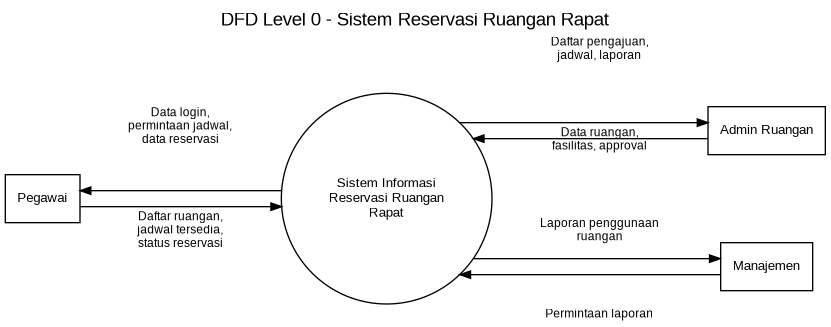 DFD Level 0 - Sistem Reservasi Ruangan Rapat
Daftar pengajuan,
jadwal, laporan
Data login,
permintaan jadwal,
data reservasi
Admin Ruangan
Data ruangan,
fasilitas, approval
Sistem Informasi
Reservasi Ruangan
Rapat
Pegawai
Daftar ruangan,
jadwal tersedia,
status reservasi
Laporan penggunaan
ruangan
Manajemen
Permintaan laporan